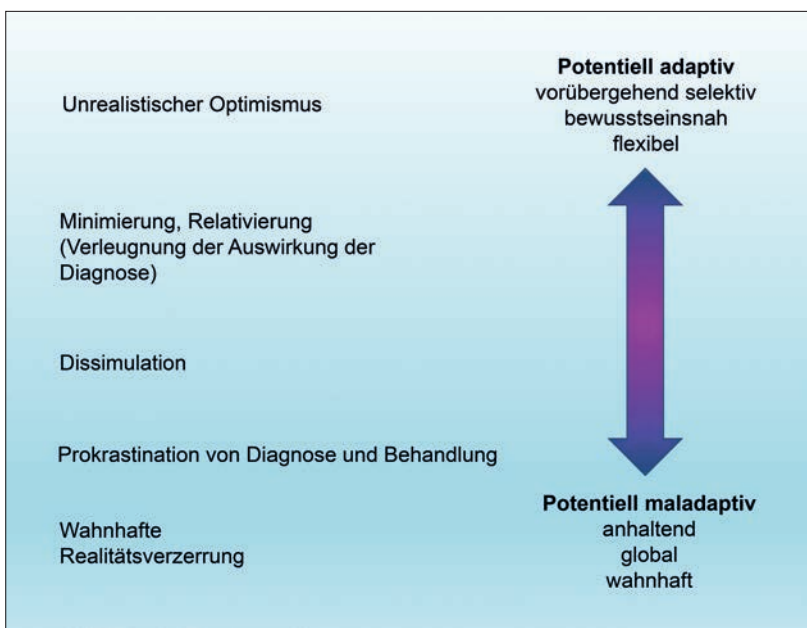 Unrealistischer Optimismus
Minimierung, Relativierung
(Verleugnung der Auswirkung der
Diagnose)
Dissimulation
Prokrastination von Diagnose und Behandlung
Wahnhafte
Realitätsverzerrung
Potentiell adaptiv
vorübergehend selektiv
bewusstseinsnah
flexibel
Potentiell maladaptiv
anhaltend
global
wahnhaft